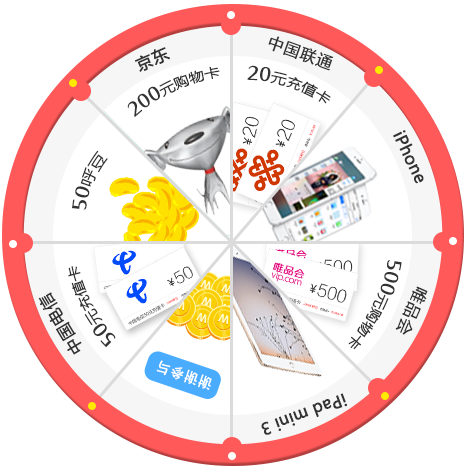 中国联通
20元充值卡
¥20
¥20
iPhone
唯品会
500元购物卡
¥500
唯品会
vip.com
¥500
iPad mini 3
谢谢参与
W
W
W
W
中国电信
50元充值卡
¥50
50呼豆
京东
200元购物卡